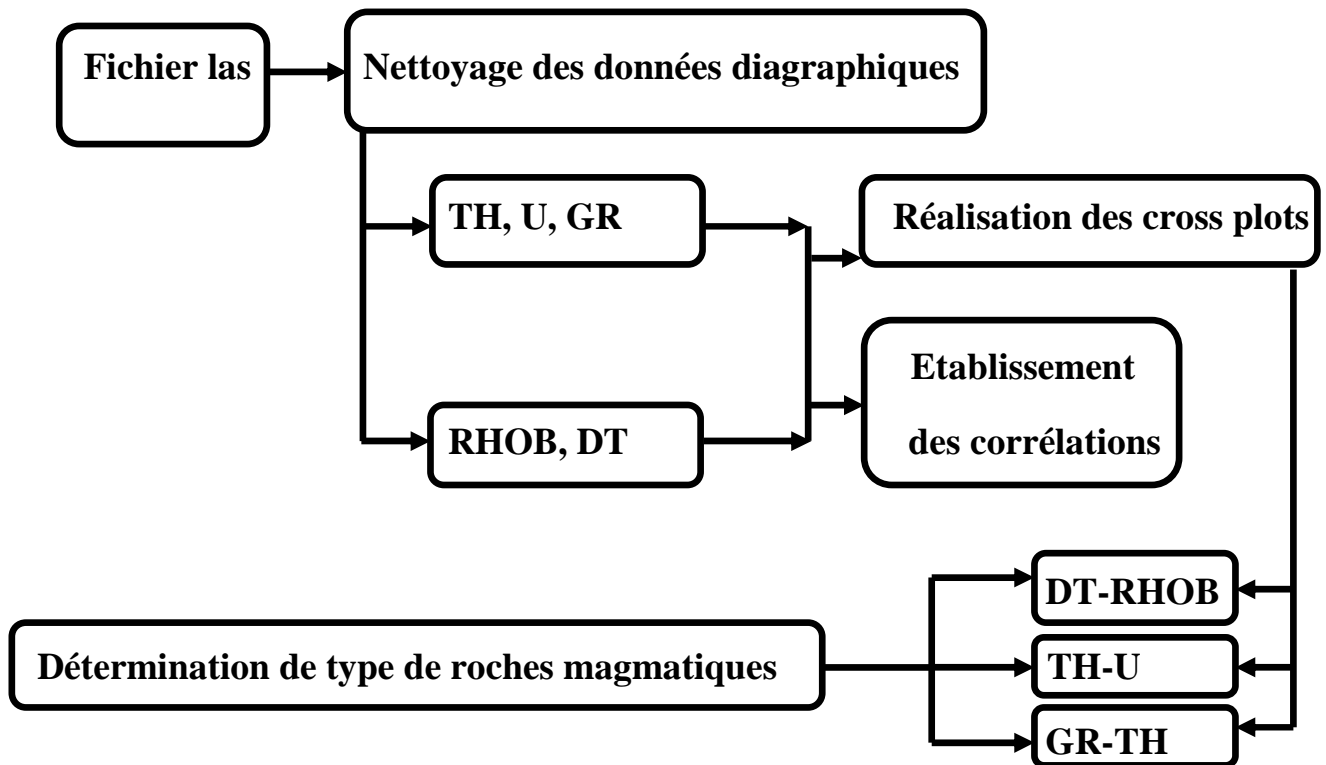 Fichier las
Nettoyage des données diagraphiques
TH, U, GR
Réalisation des cross plots
Etablissement
des corrélations
RHOB, DT
DT-RHOB
Détermination de type de roches magmatiques
TH-U
GR-TH